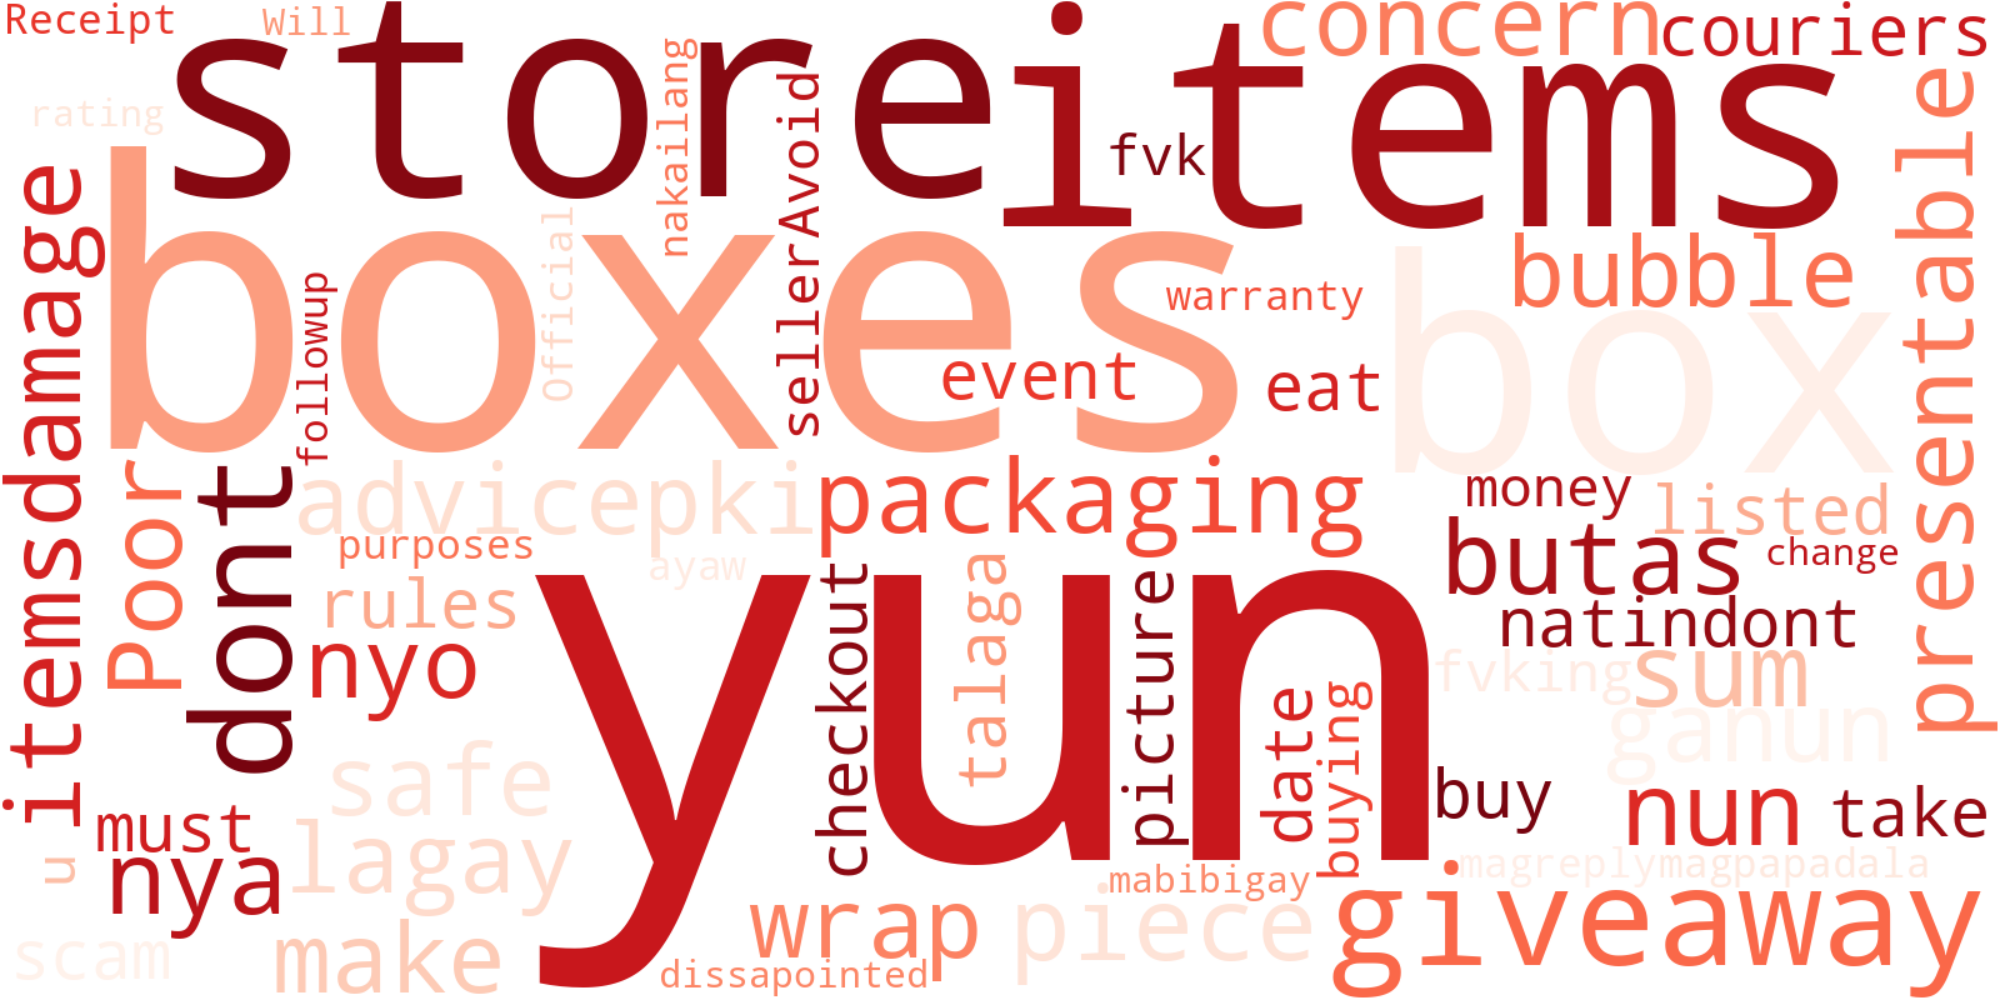 Receipt
Will
store
items
concern
couriers
rating
nakailang
sellerAvoid
fvk
presentable
itemsdamage
boxes
Official
followup
warranty
bubble
box
event
eat
Poor
dont
advicepki
packaging
money
listed
purposes
ayaw
butas
change
rules
nyo
yun
checkout
talaga
picture
natindont
fvking
sum
ganun
date
buying
safe
buy
nun
take
must
lagay
u
nya
mabibigay
magreplymagpapadala
scam
make
wrap
piece
giveaway
dissapointed